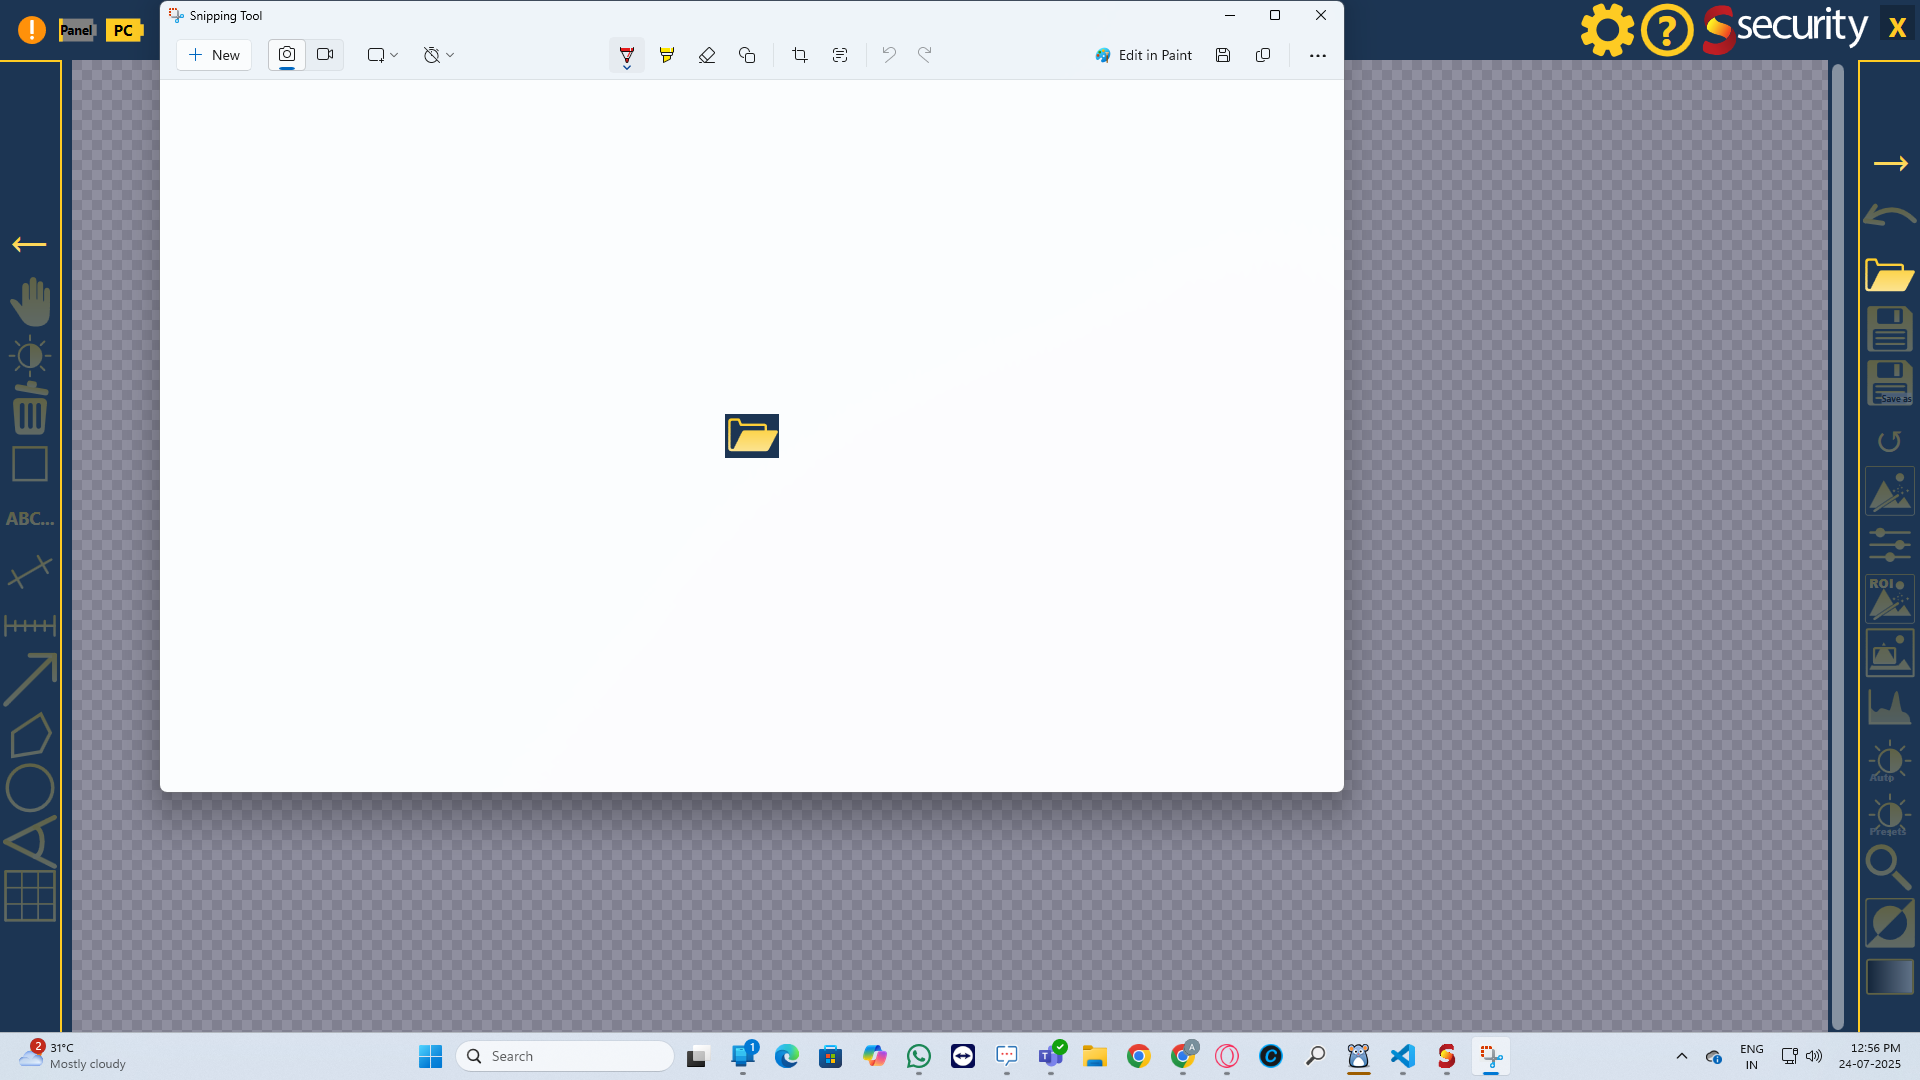 Panel
PC
Snipping Tool
New
Edit in Paint
security
X
ABC...
Save as
ROI
Auto
Presets
2
31°C
Mostly cloudy
Search
1
T
A
C
S
ENG
IN
12:56 PM
24-07-2025